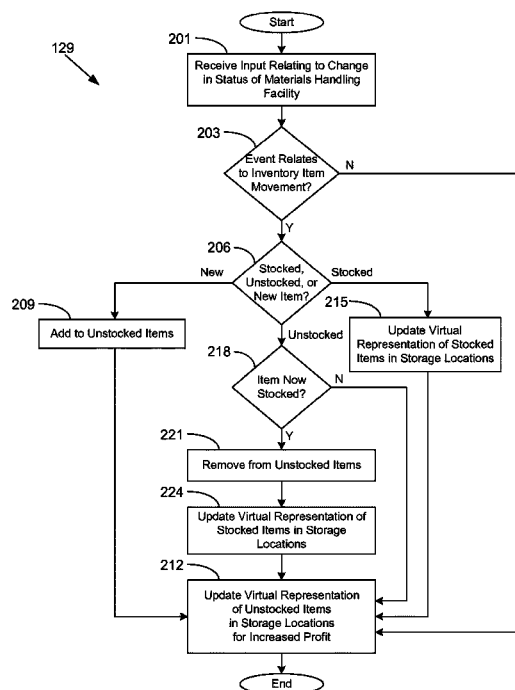 Start
129
201
Receive Input Relating to Change
in Status of Materials Handling
Facility
203
Event Relates
to Inventory Item
Movement?
N
Y
206
Stocked,
Unstocked, or
New Item?
New
Stocked
209
Add to Unstocked Items
215
Update Virtual
Representation of Stocked
Items in Storage Locations
Unstocked
218
Item Now
Stocked?
N
Y
221
Remove from Unstocked Items
224
Update Virtual Representation of
Stocked Items in Storage
Locations
212
Update Virtual Representation
of Unstocked Items
in Storage Locations
for Increased Profit
End